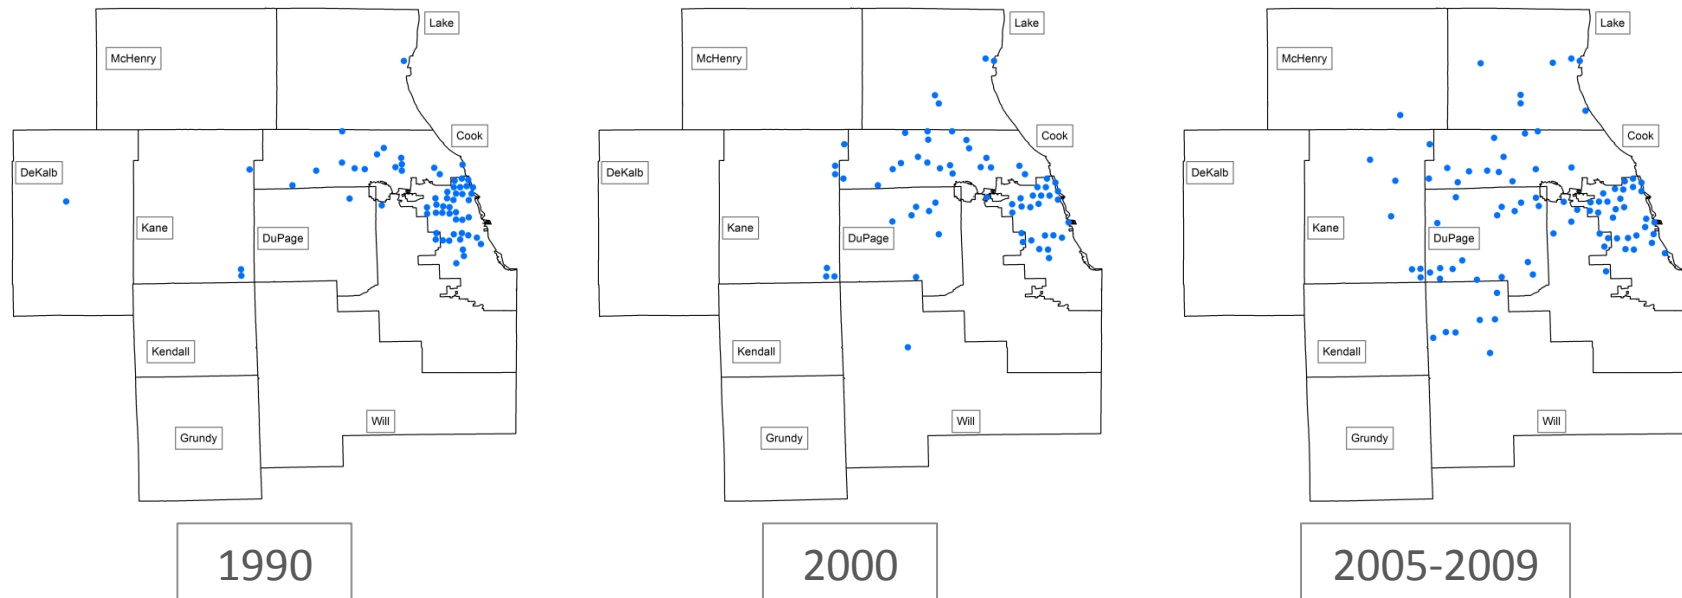 Lake
McHenry
Cook
DeKalb
Kane
DuPage
Kendall
Will
Grundy
1990
Lake
McHenry
Cook
DeKalb
Kane
DuPage
Kendall
Will
Grundy
2000
Lake
McHenry
Cook
DeKalb
Kane
DuPage
Kendall
Will
Grundy
2005-2009